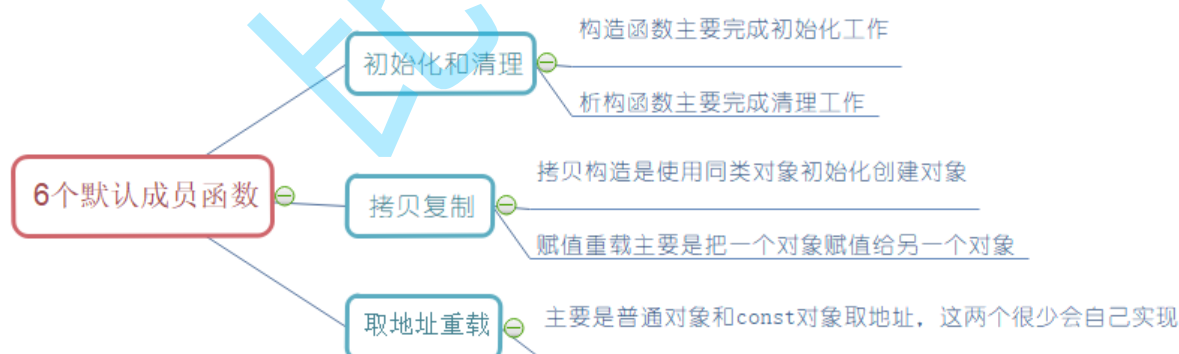 构造函数主要完成初始化工作
初始化和清理
析构函数主要完成清理工作
6个默认成员函数
拷贝构造是使用同类对象初始化创建对象
拷贝复制
赋值重载主要是把一个对象赋值给另一个对象
取地址重载
主要是普通对象和const对象取地址，这两个很少会自己实现